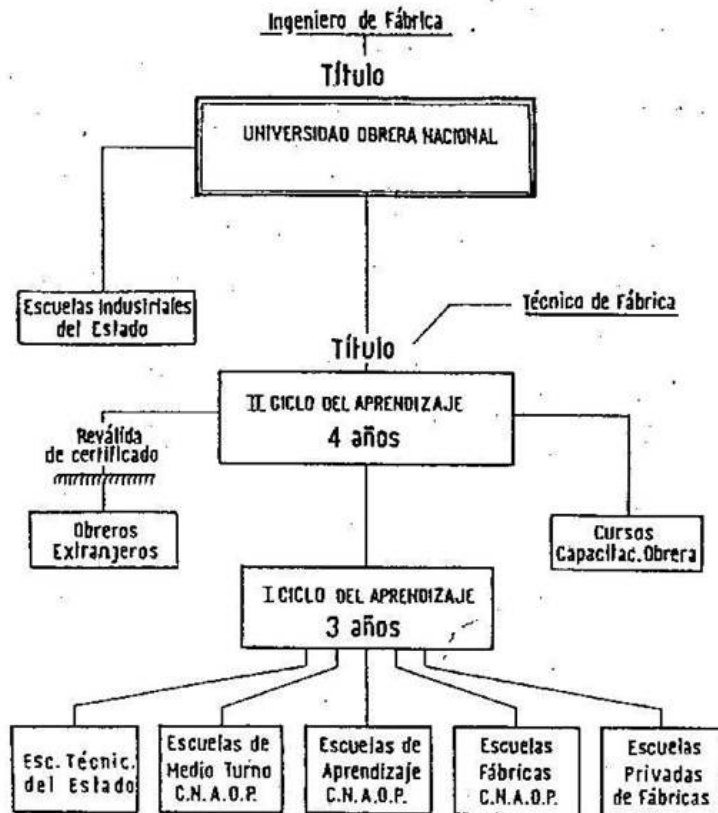 Ingeniero de Fábrica
Título
UNIVERSIDAD OBRERA NACIONAL
Escuelas Industriales
del Estado
Técnico de Fábrica
Título
II CICLO DEL APRENDIZAJE
4 años
Reválida
de certificado
Obreros
Extranjeros
Cursos
Capacitac. Obrera
I CICLO DEL APRENDIZAJE
3 años
Esc. Técnic.
del Estado
Escuelas de
Medio Turno
C.N.A.O.P.
Escuelas de
Aprendizaje
C.N.A.O.P.
Escuelas
Fábricas
C.N.A.O.P.
Escuelas
Privadas
de Fábricas